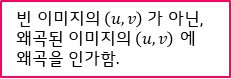 빈 이미지의 (u, v) 가 아닌,
왜곡된 이미지의 (u, v) 에
왜곡을 인가함.